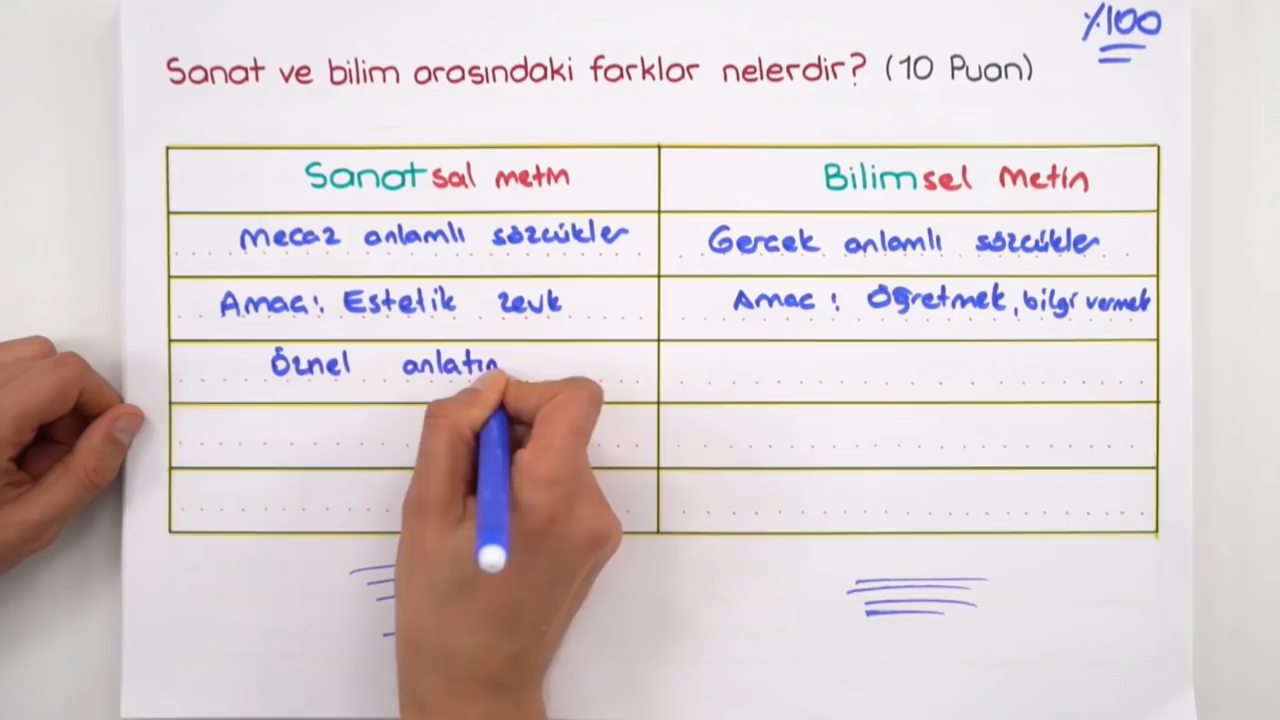 %100
Sanat ve bilim arasındaki farklar nelerdir? (10 Puan)
Sanatsal metin
Bilimsel Metin
Mecaz anlamlı sözcükler
Gerçek anlamlı sözcükler
Amaç: Estetik zevk
Amaç: Öğretmek, bilgi vermek
Öznel anlatım